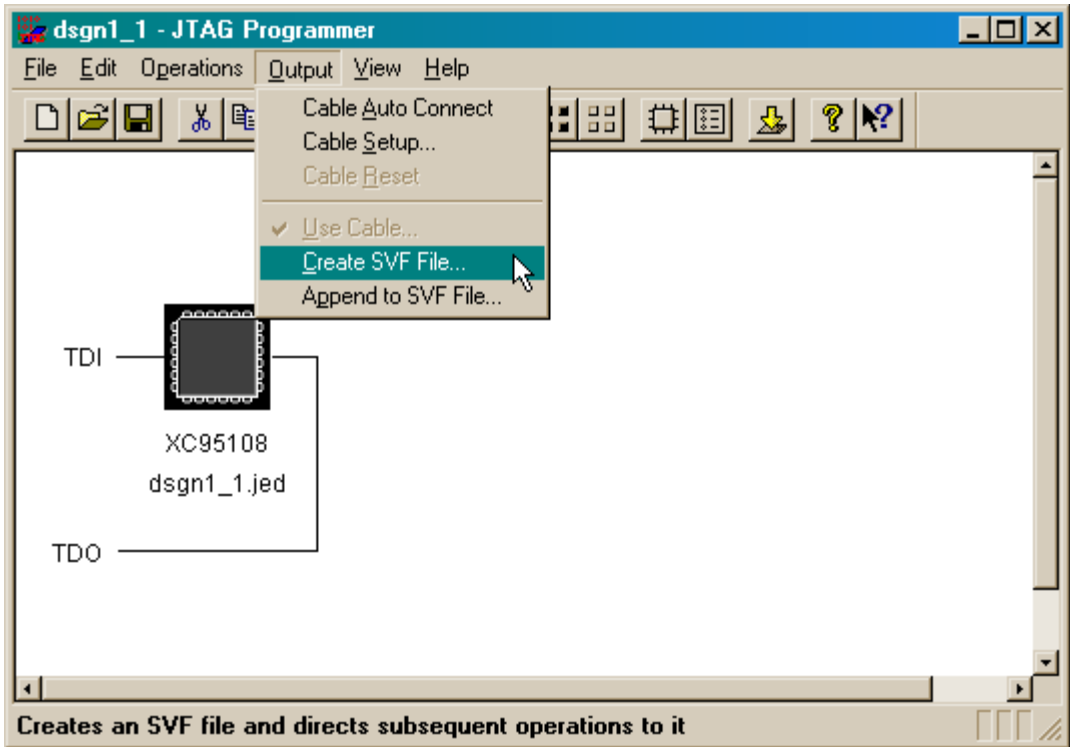 dsgn1_1 - JTAG Programmer
File Edit Operations Output View Help
Cable Auto Connect
Cable Setup...
Cable Reset
Use Cable...
Create SVF File...
Append to SVF File...
TDI
XC95108
dsgn1_1.jed
TDO
Creates an SVF file and directs subsequent operations to it